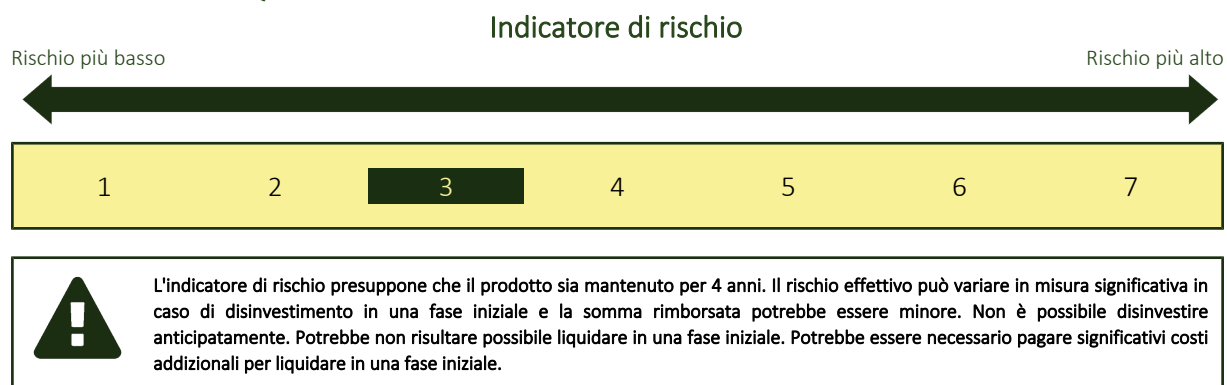 Indicatore di rischio
Rischio più basso
Rischio più alto
1 2 3 4 5 6 7
L'indicatore di rischio presuppone che il prodotto sia mantenuto per 4 anni. Il rischio effettivo può variare in misura significativa in
caso di disinvestimento in una fase iniziale e la somma rimborsata potrebbe essere minore. Non è possibile disinvestire
anticipatamente. Potrebbe non risultare possibile liquidare in una fase iniziale. Potrebbe essere necessario pagare significativi costi
addizionali per liquidare in una fase iniziale.